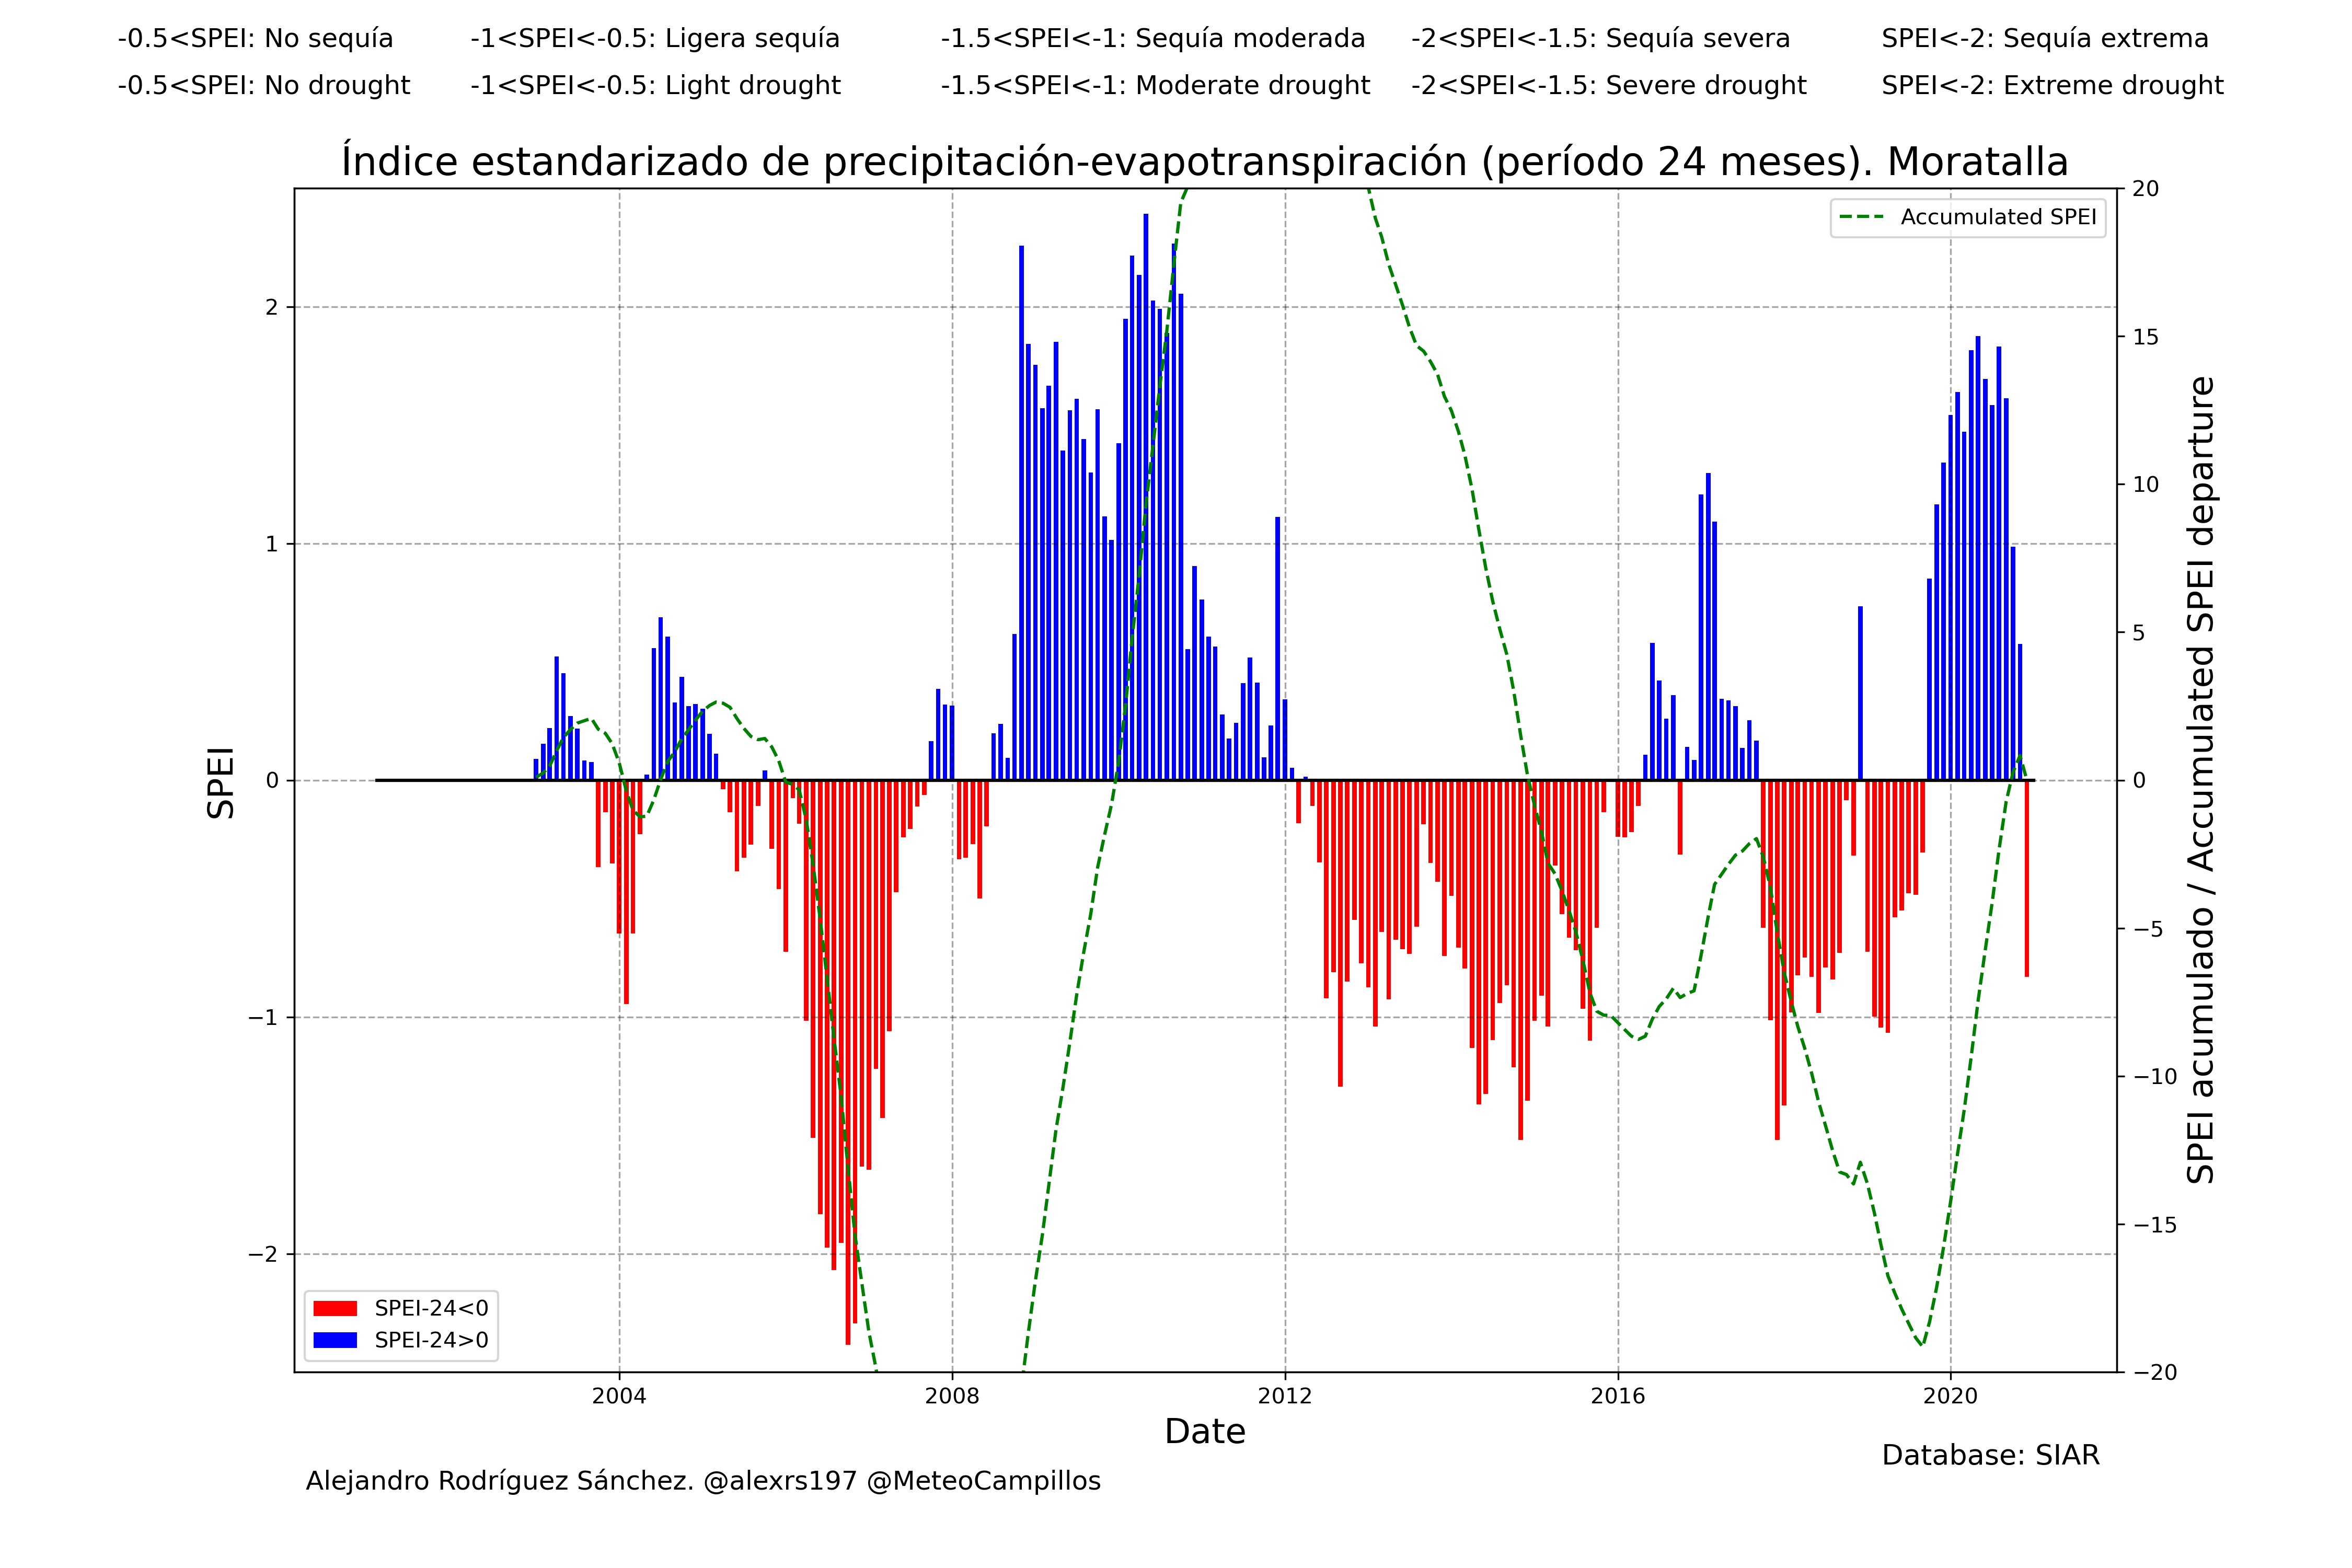 -0.5<SPEI: No sequía -1<SPEI<-0.5: Ligera sequía -1.5<SPEI<-1: Sequía moderada -2<SPEI<-1.5: Sequía severa SPEI<-2: Sequía extrema
-0.5<SPEI: No drought -1<SPEI<-0.5: Light drought -1.5<SPEI<-1: Moderate drought -2<SPEI<-1.5: Severe drought SPEI<-2: Extreme drought
Índice estandarizado de precipitación-evapotranspiración (período 24 meses). Moratalla
Accumulated SPEI
SPEI
2
1
0
−1
−2
20
15
10
5
0
−5
−10
−15
−20
SPEI acumulado / Accumulated SPEI departure
SPEI-24<0
SPEI-24>0
2004 2008 2012 2016 2020
Date
Database: SIAR
Alejandro Rodríguez Sánchez. @alexrs197 @MeteoCampillos